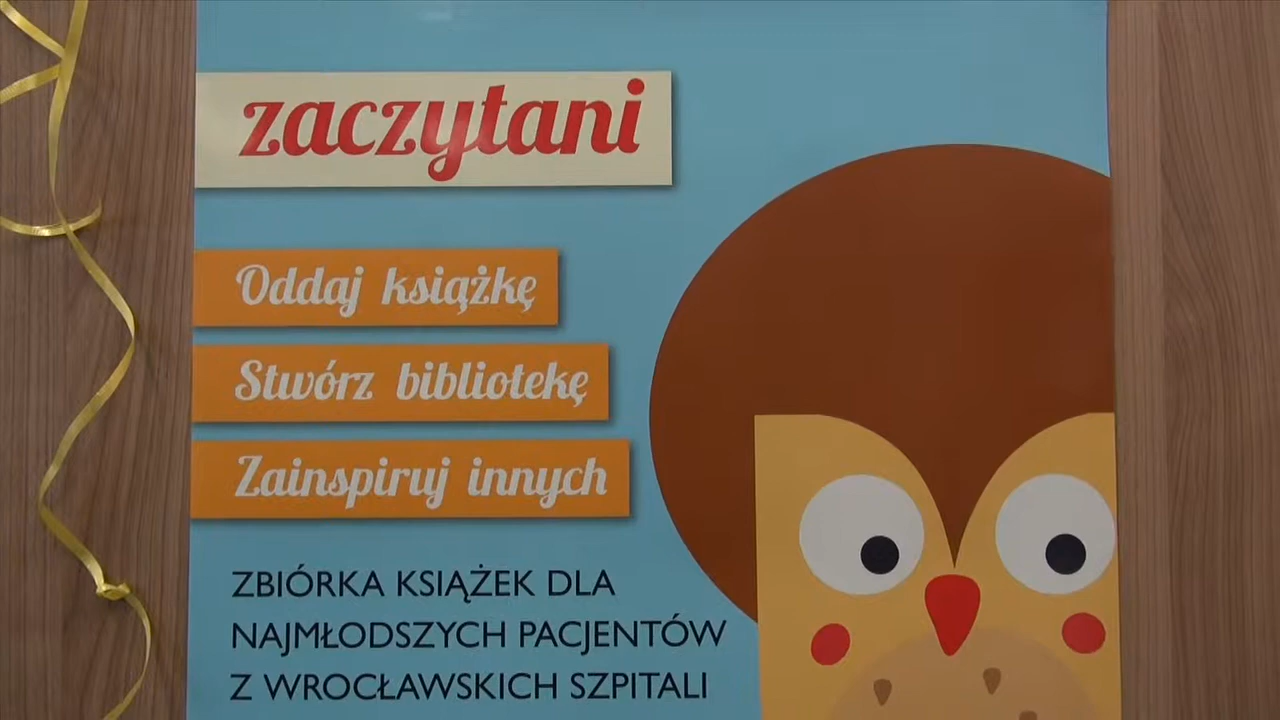 zaczytani
Oddaj książkę
Stwórz bibliotekę
Zainspiruj innych
ZBIÓRKA KSIĄŻEK DLA
NAJMŁODSZYCH PACJENTÓW
Z WROCŁAWSKICH SZPITALI